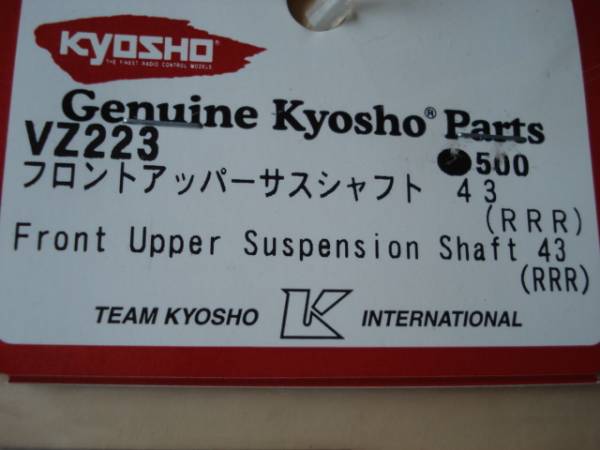 KYOSHO
THE FINEST RADIO CONTROL MODELS
Genuine Kyosho® Parts
VZ223
●500
フロントアッパーサスシャフト 43
(RRR)
Front Upper Suspension Shaft 43
(RRR)
TEAM KYOSHO K INTERNATIONAL